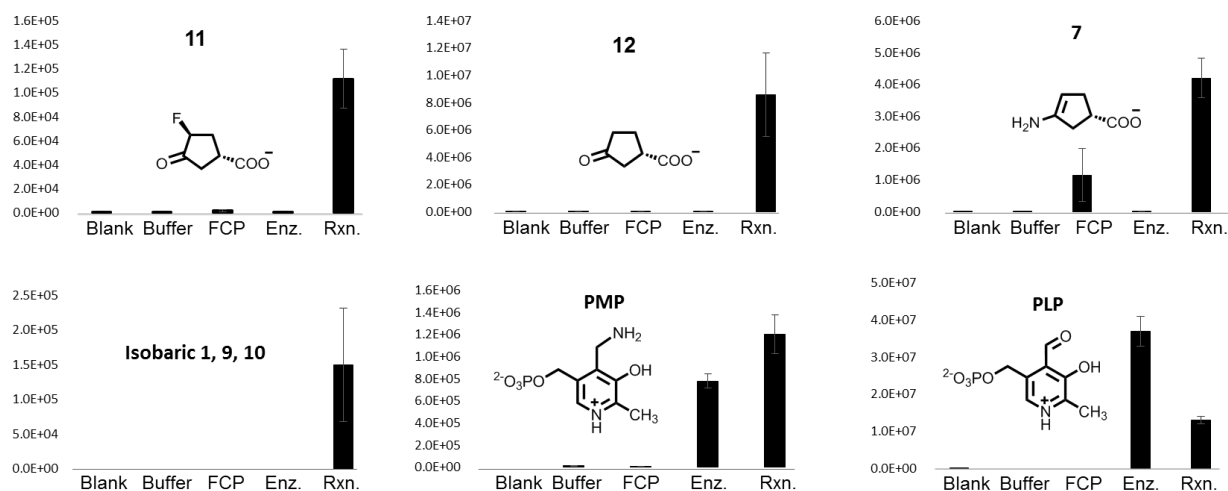 11
1.6E+05
1.4E+05
1.2E+05
1.0E+05
8.0E+04
6.0E+04
4.0E+04
2.0E+04
0.0E+00
F
O
COO⁻
Blank Buffer FCP Enz. Rxn.
12
1.4E+07
1.2E+07
1.0E+07
8.0E+06
6.0E+06
4.0E+06
2.0E+06
0.0E+00
O
COO⁻
Blank Buffer FCP Enz. Rxn.
7
6.0E+06
5.0E+06
4.0E+06
3.0E+06
2.0E+06
1.0E+06
0.0E+00
H₂N
COO⁻
Blank Buffer FCP Enz. Rxn.
Isobaric 1, 9, 10
2.5E+05
2.0E+05
1.5E+05
1.0E+05
5.0E+04
0.0E+00
Blank Buffer FCP Enz. Rxn.
PMP
1.6E+06
1.4E+06
1.2E+06
1.0E+06
8.0E+05
6.0E+05
4.0E+05
2.0E+05
0.0E+00
NH₂
²⁻O₃PO
OH
N
+
H
CH₃
Blank Buffer FCP Enz. Rxn.
PLP
5.0E+07
4.0E+07
3.0E+07
2.0E+07
1.0E+07
0.0E+00
O
²⁻O₃PO
OH
N
+
H
CH₃
Blank Buffer FCP Enz. Rxn.